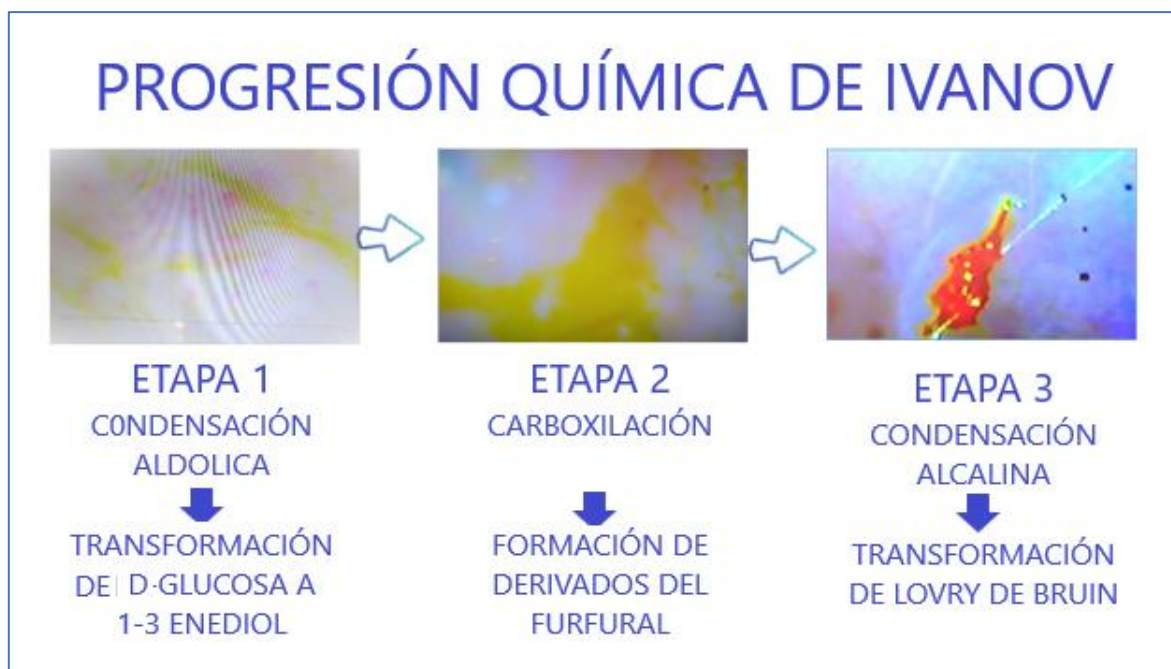 PROGRESIÓN QUÍMICA DE IVANOV
ETAPA 1
C0NDENSACIÓN
ALDOLICA
TRANSFORMACIÓN
DE D·GLUCOSA A
1-3 ENEDIOL
ETAPA 2
CARBOXILACIÓN
FORMACIÓN DE
DERIVADOS DEL
FURFURAL
ETAPA 3
CONDENSACIÓN
ALCALINA
TRANSFORMACIÓN
DE LOVRY DE BRUIN